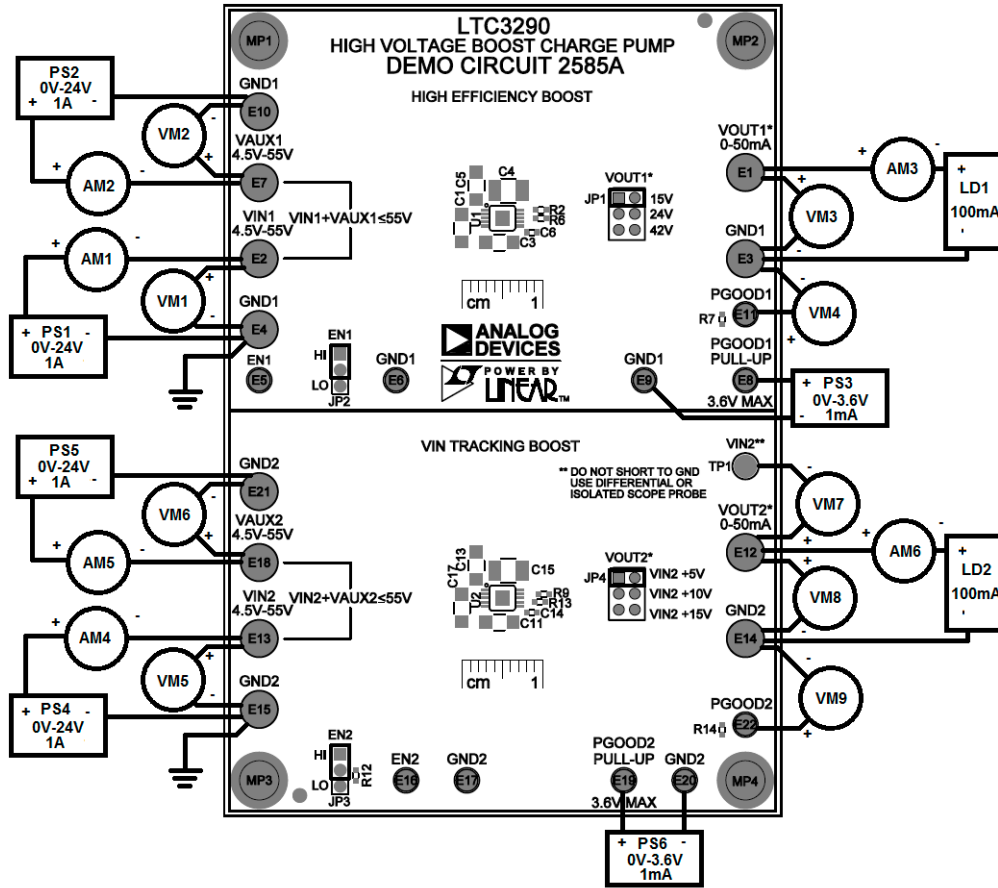 LTC3290
HIGH VOLTAGE BOOST CHARGE PUMP
DEMO CIRCUIT 2585A
HIGH EFFICIENCY BOOST
MP1
MP2
PS2
0V-24V
+ 1A -
GND1
E10
-
VM2
+
VAUX1
4.5V-55V
+ AM2 -
E7
VIN1
4.5V-55V
VIN1+VAUX1≤55V
+ AM1 -
E2
+
VM1
-
GND1
E4
+ PS1 -
0V-24V
1A
EN1
E5
EN1
HI
LO
JP2
GND1
E6
C1
C5
C4
U1
R2
R6
C6
C3
VOUT1*
JP1
15V
24V
42V
cm 1
ANALOG
DEVICES
POWER BY
LINEAR™
VOUT1*
0-50mA
E1
+ AM3 -
+
LD1
100mA
-
+
VM3
-
GND1
E3
-
VM4
+
PGOOD1
R7
E11
PGOOD1
PULL-UP
GND1
E9
E8
3.6V MAX
+ PS3
0V-3.6V
- 1mA
VIN TRACKING BOOST
PS5
0V-24V
+ 1A -
GND2
E21
-
VM6
+
VAUX2
4.5V-55V
+ AM5 -
E18
VIN2
4.5V-55V
VIN2+VAUX2≤55V
+ AM4 -
E13
+
VM5
-
GND2
E15
+ PS4 -
0V-24V
1A
VIN2**
TP1
** DO NOT SHORT TO GND
USE DIFFERENTIAL OR
ISOLATED SCOPE PROBE
-
VM7
+
VOUT2*
0-50mA
E12
+ AM6 -
+
LD2
100mA
-
C17
C13
C15
U2
R9
R13
C14
C11
VOUT2*
JP4
VIN2 +5V
VIN2 +10V
VIN2 +15V
+
VM8
-
GND2
E14
-
VM9
+
cm 1
PGOOD2
R14
E22
MP3
EN2
HI
LO
JP3
R12
EN2
E16
GND2
E17
PGOOD2
PULL-UP
E19
3.6V MAX
GND2
E20
MP4
+ PS6 -
0V-3.6V
1mA